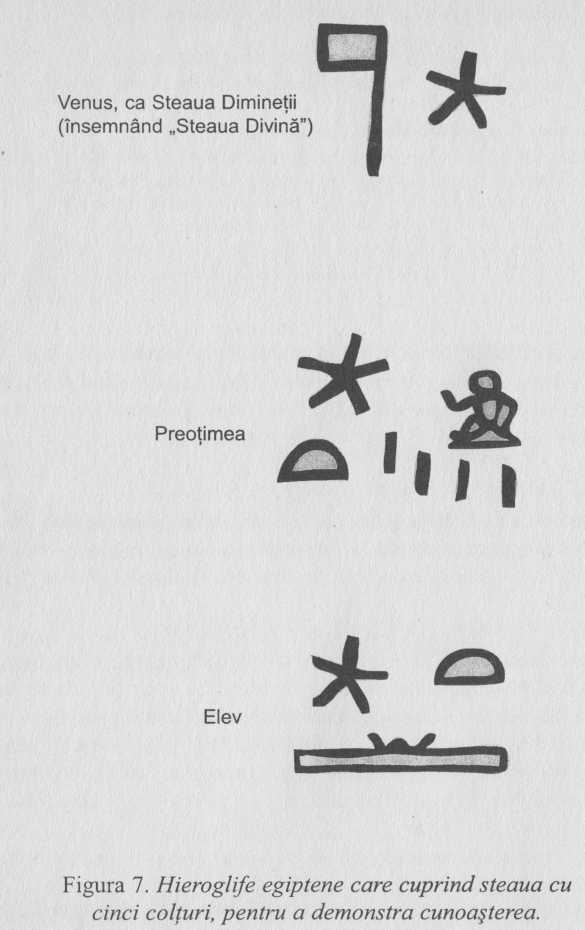 Venus, ca Steaua Dimineții
(însemnând „Steaua Divină”)
Preoțimea
Elev
Figura 7. Hieroglife egiptene care cuprind steaua cu
cinci colțuri, pentru a demonstra cunoaşterea.